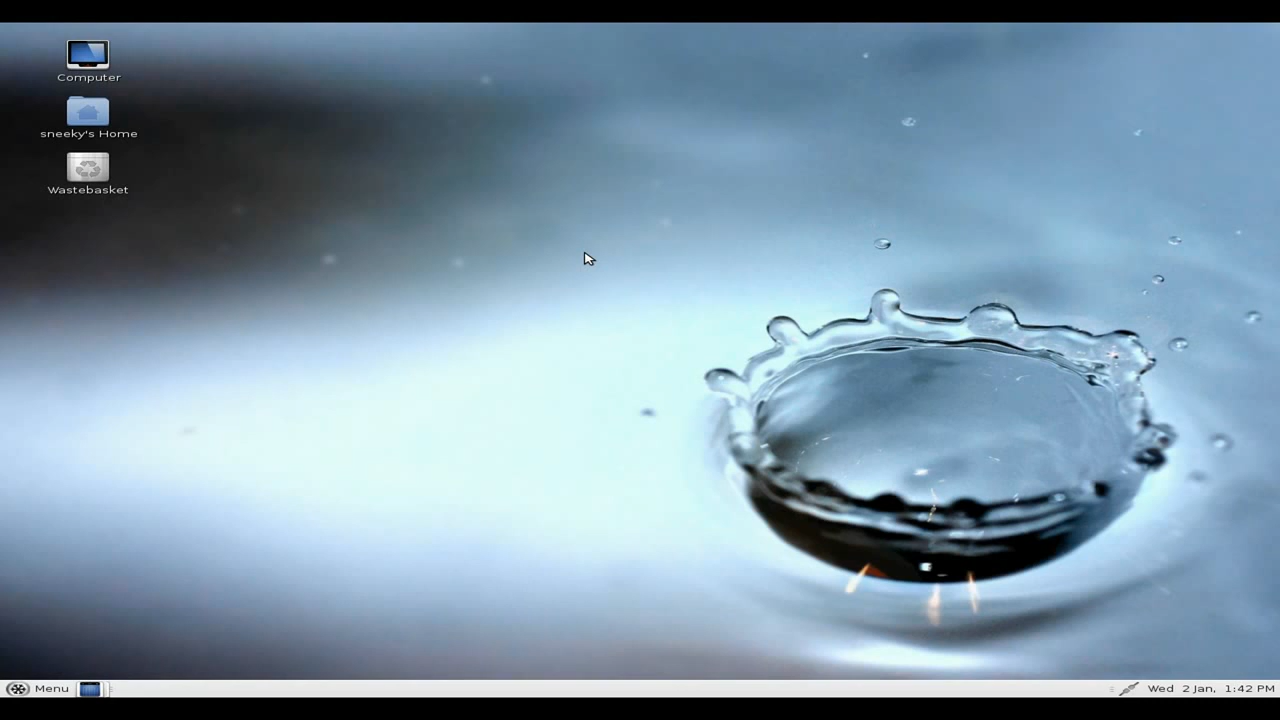 Computer
sneeky's Home
Wastebasket
Menu
Wed 2 Jan, 1:42 PM